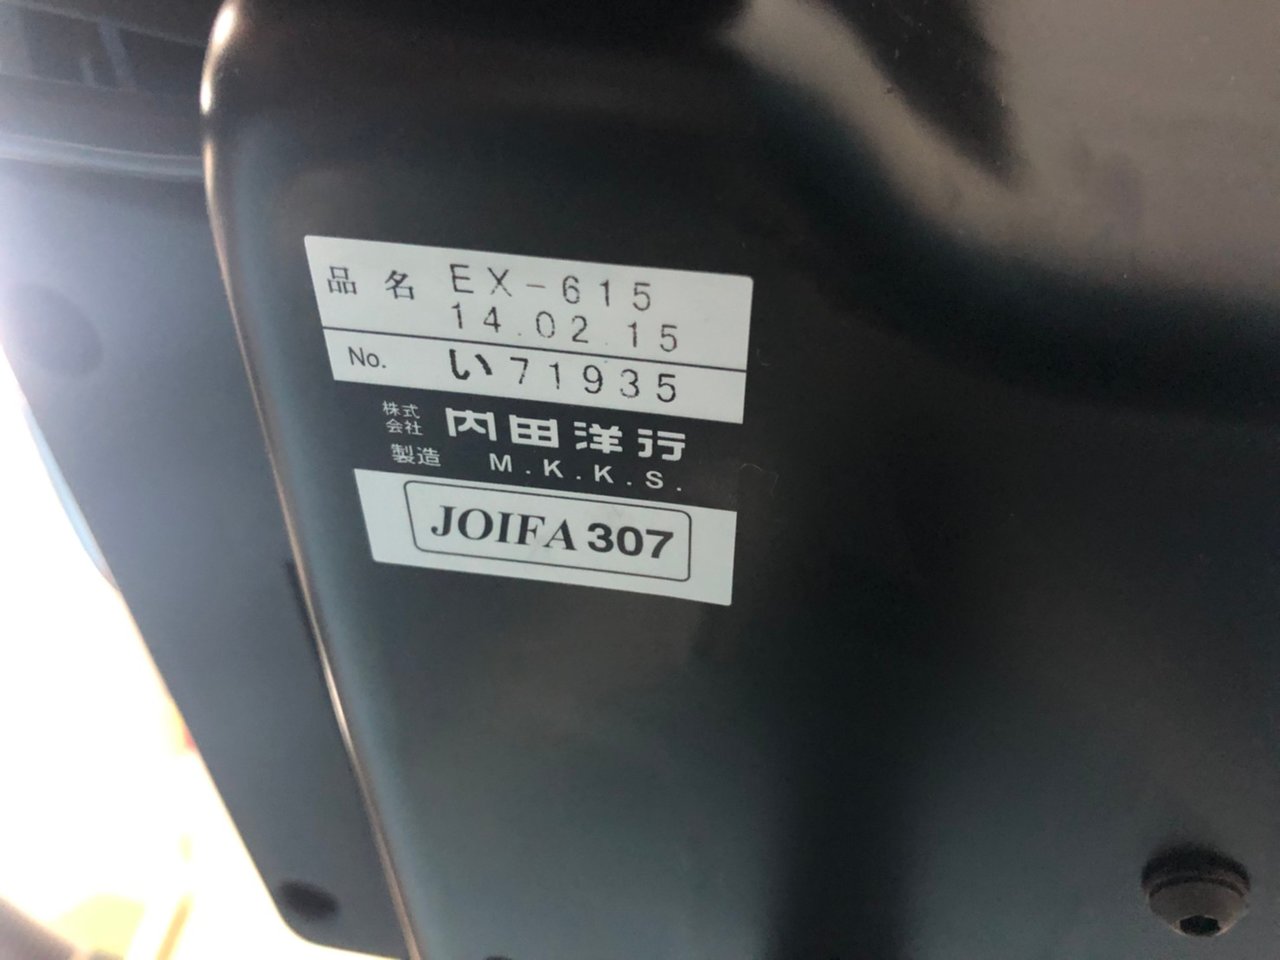 品名 EX-615
14.02.15
No. い71935
株式会社 内田洋行
製造 M.K.K.S.
JOIFA 307